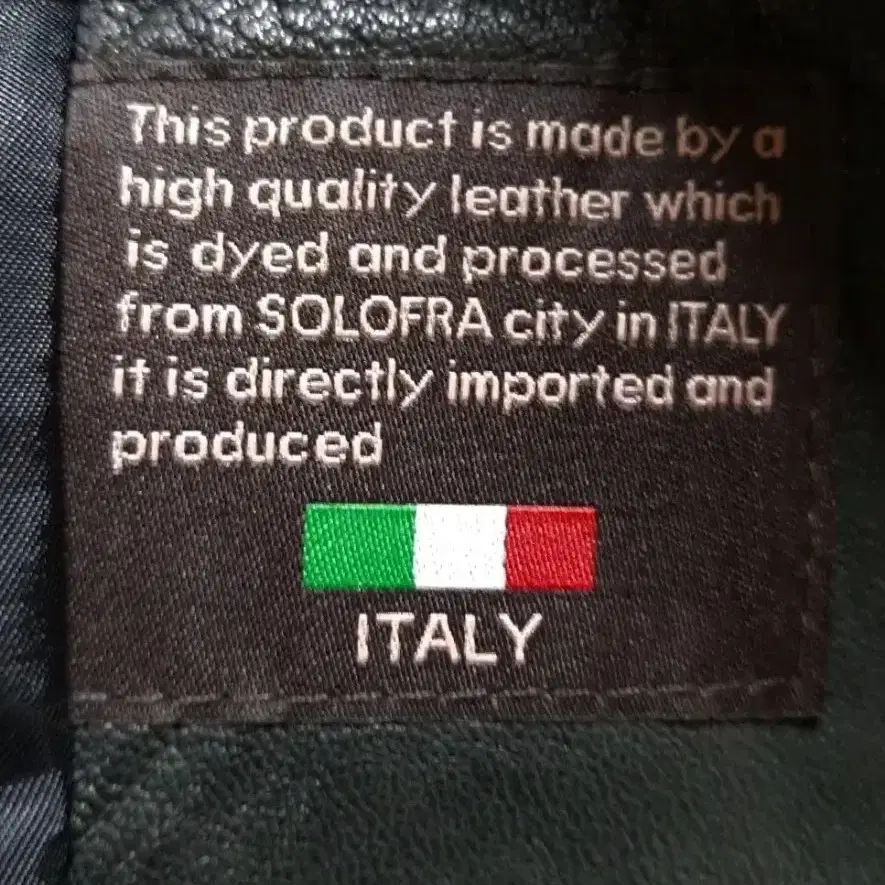 This product is made by a
high quality leather which
is dyed and processed
from SOLOFRA city in ITALY
it is directly imported and
produced
ITALY